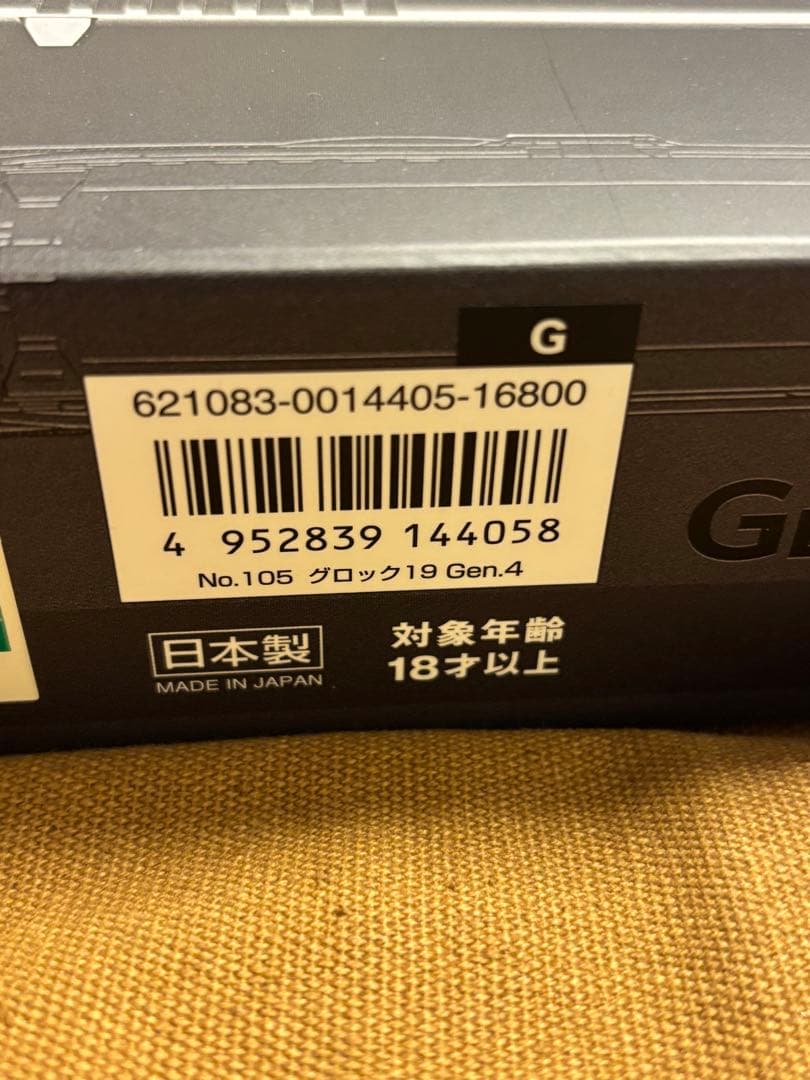 G
621083-0014405-16800
4 952839 144058
No.105 グロック19 Gen.4
日本製
MADE IN JAPAN
対象年齢
18才以上